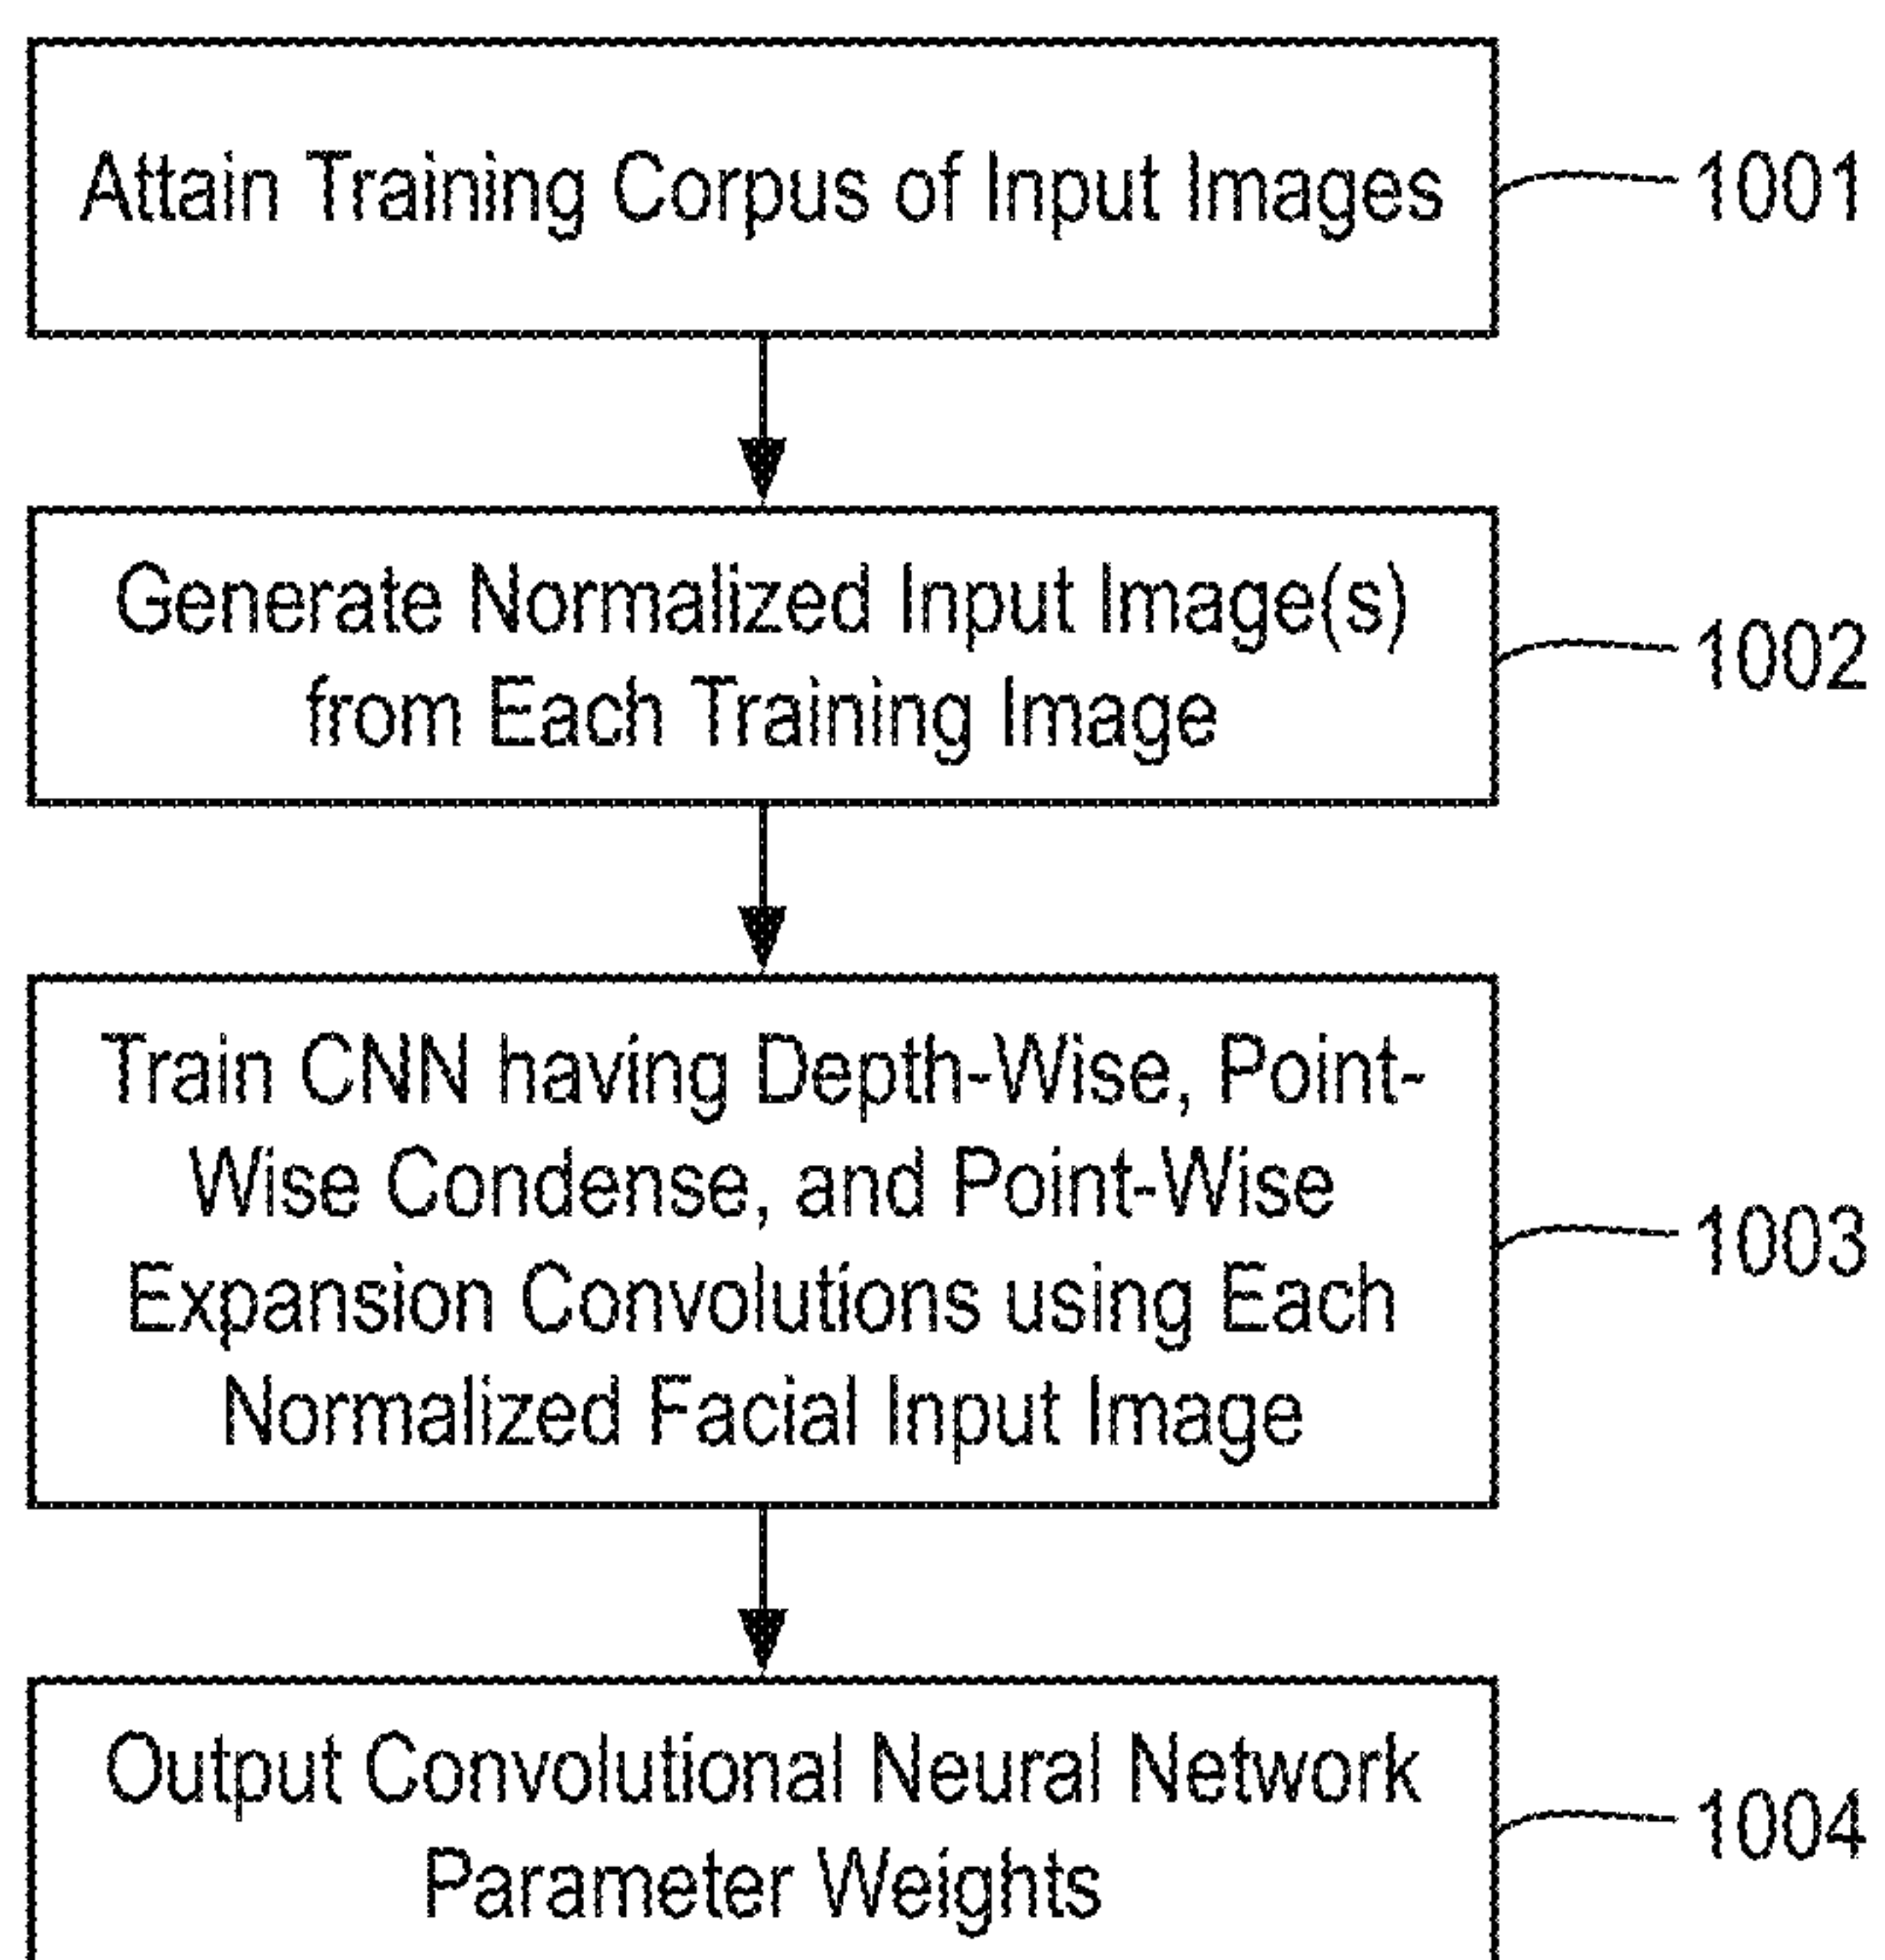 Attain Training Corpus of Input Images
1001
Generate Normalized Input Image(s)
from Each Training Image
1002
Train CNN having Depth-Wise, Point-
Wise Condense, and Point-Wise
Expansion Convolutions using Each
Normalized Facial Input Image
1003
Output Convolutional Neural Network
Parameter Weights
1004